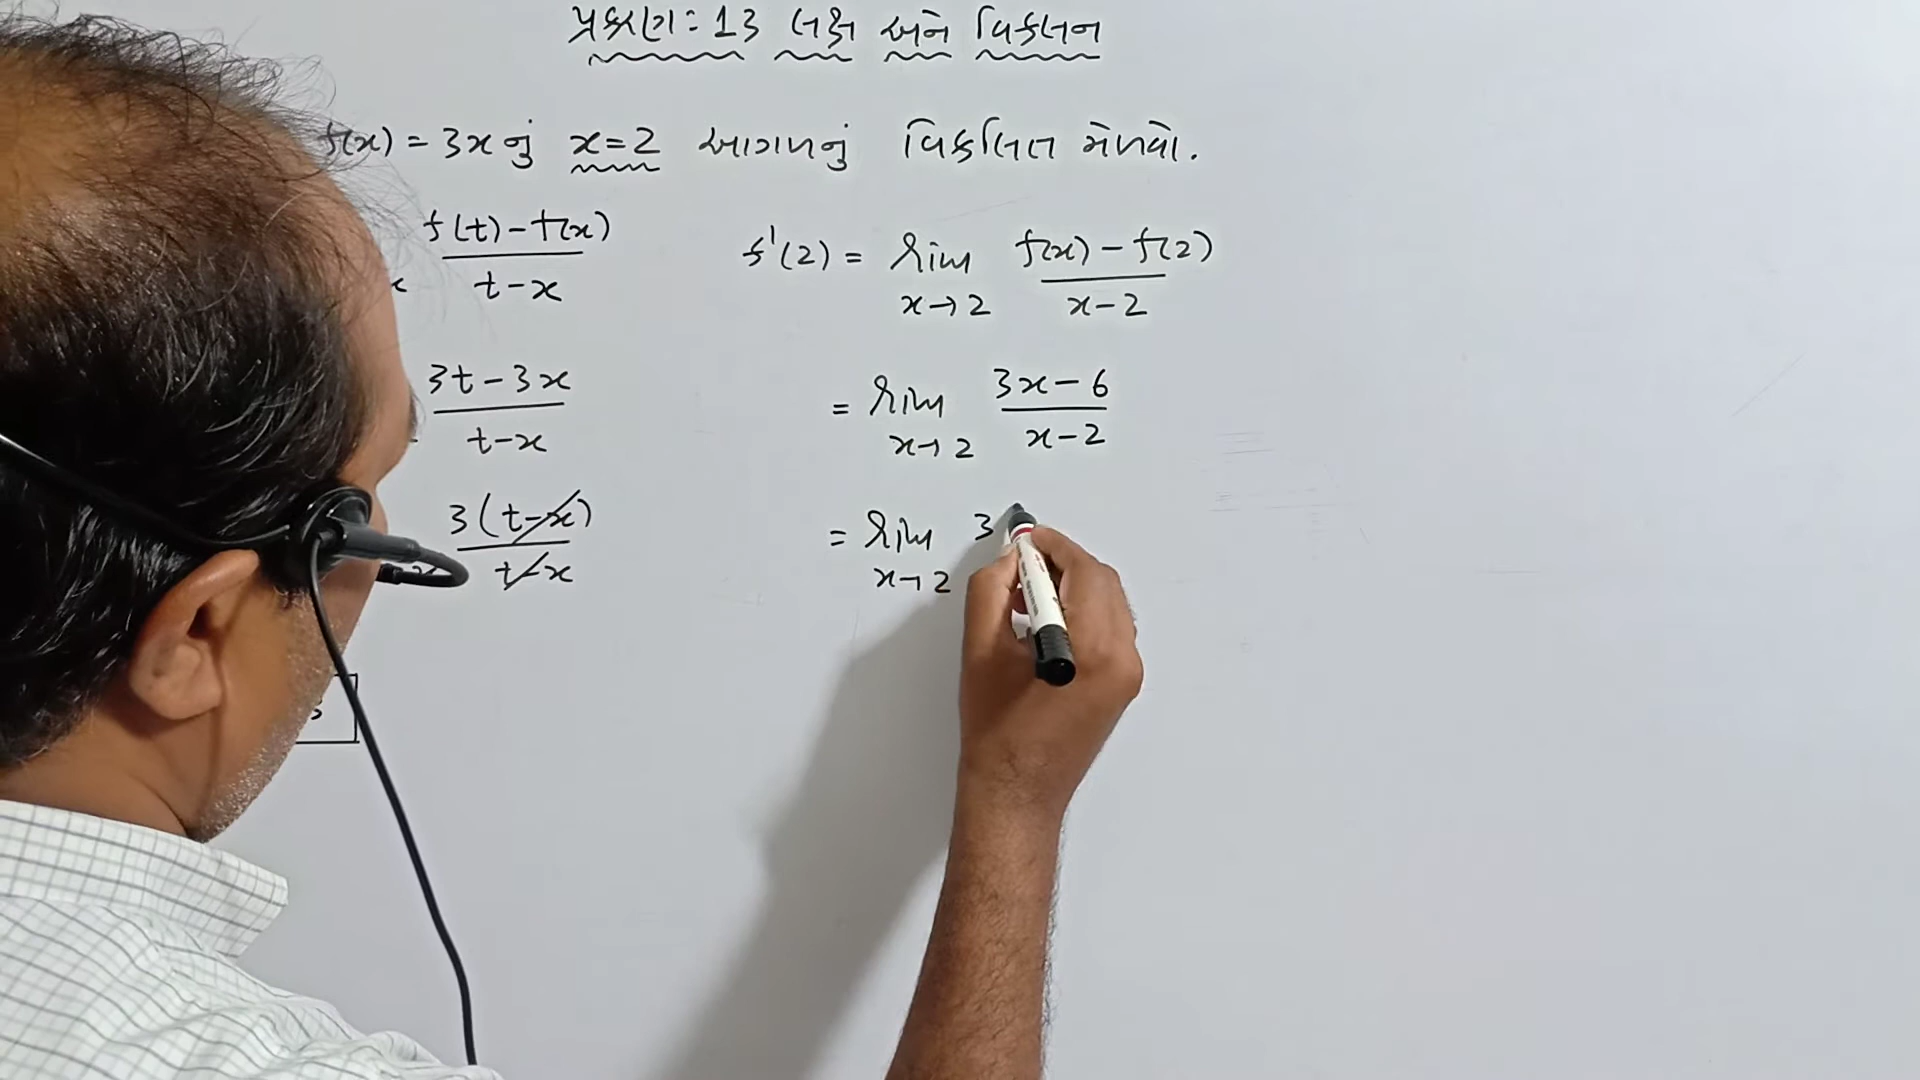 પ્રકરણ : 13 લક્ષ અને વિકલન
f(x) = 3x નું x=2 આગળનું વિકલિત મેળવો.
f(t) - f(x) / t - x
3t - 3x / t - x
3(t - x) / t - x
3
f'(2) = lim x→2 f(x) - f(2) / x - 2
= lim x→2 3x - 6 / x - 2
= lim x→2 3